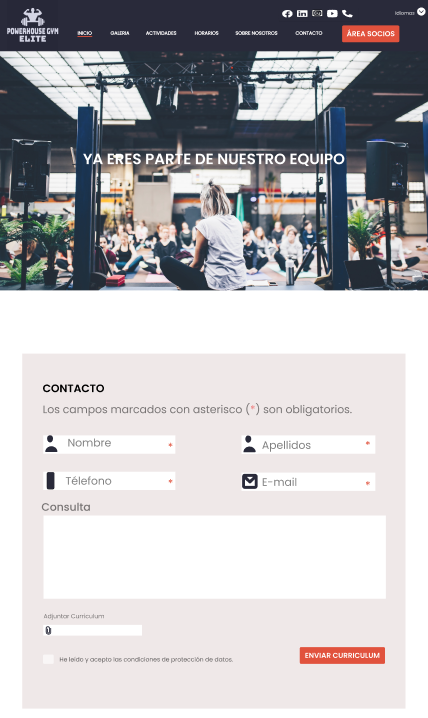 POWERHOUSE GYM
ELITE
Idiomas
INICIO
GALERIA
ACTIVIDADES
HORARIOS
SOBRE NOSOTROS
CONTACTO
ÁREA SOCIOS
YA ERES PARTE DE NUESTRO EQUIPO
CONTACTO
Los campos marcados con asterisco (*) son obligatorios.
Nombre *
Apellidos *
Télefono *
E-mail *
Consulta
Adjuntar Curriculum
He leído y acepto las condiciones de protección de datos.
ENVIAR CURRICULUM